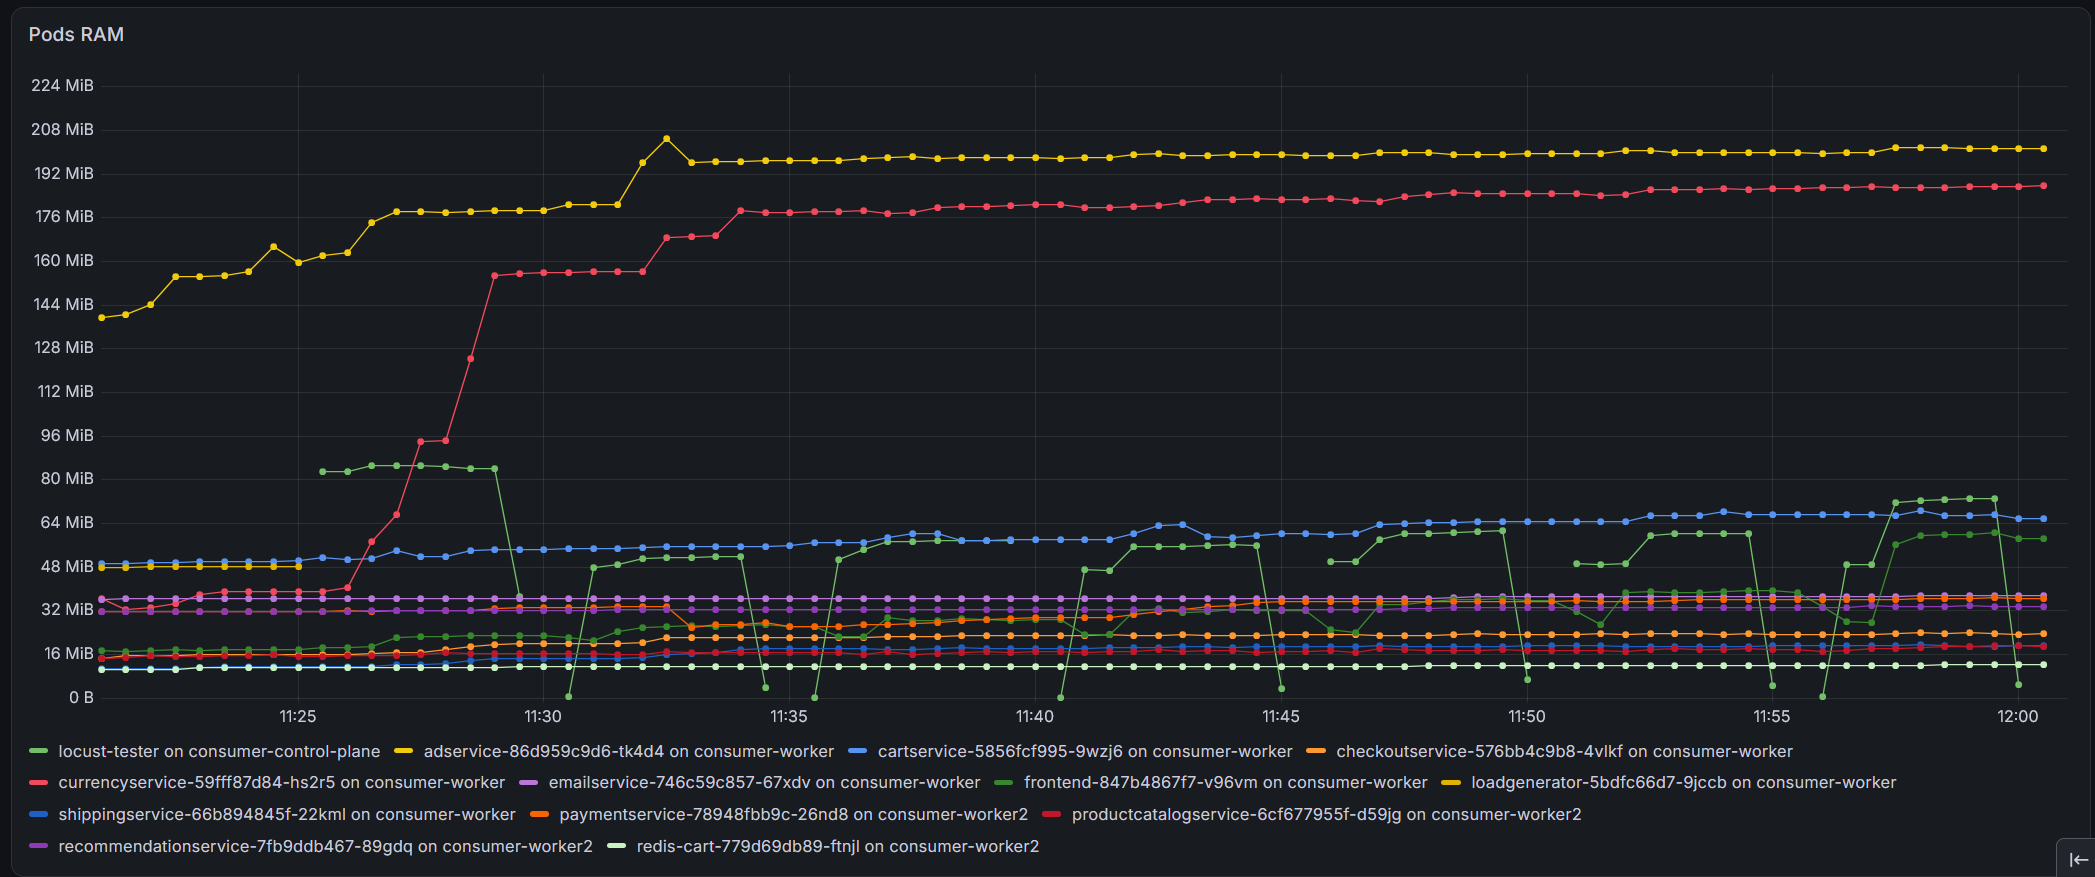 Pods RAM
224 MiB
208 MiB
192 MiB
176 MiB
160 MiB
144 MiB
128 MiB
112 MiB
96 MiB
80 MiB
64 MiB
48 MiB
32 MiB
16 MiB
0 B
11:25 11:30 11:35 11:40 11:45 11:50 11:55 12:00
locust-tester on consumer-control-plane adservice-86d959c9d6-tk4d4 on consumer-worker cartservice-5856fcf995-9wzj6 on consumer-worker checkoutservice-576bb4c9b8-4vlkf on consumer-worker
currencyservice-59fff87d84-hs2r5 on consumer-worker emailservice-746c59c857-67xdv on consumer-worker frontend-847b4867f7-v96vm on consumer-worker loadgenerator-5bdfc66d7-9jccb on consumer-worker
shippingservice-66b894845f-22kml on consumer-worker paymentservice-78948fbb9c-26nd8 on consumer-worker2 productcatalogservice-6cf677955f-d59jg on consumer-worker2
recommendationservice-7fb9ddb467-89gdq on consumer-worker2 redis-cart-779d69db89-ftnjl on consumer-worker2